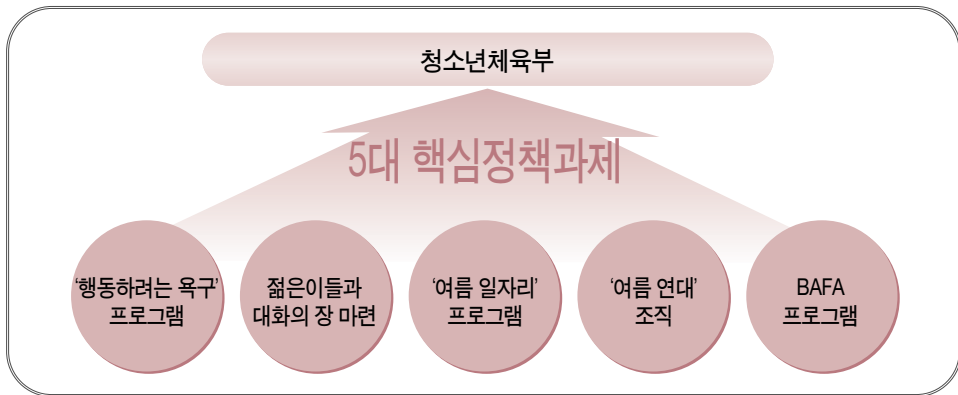 청소년체육부
5대 핵심정책과제
'행동하려는 욕구'
프로그램
젊은이들과
대화의 장 마련
'여름 일자리'
프로그램
'여름 연대'
조직
BAFA
프로그램